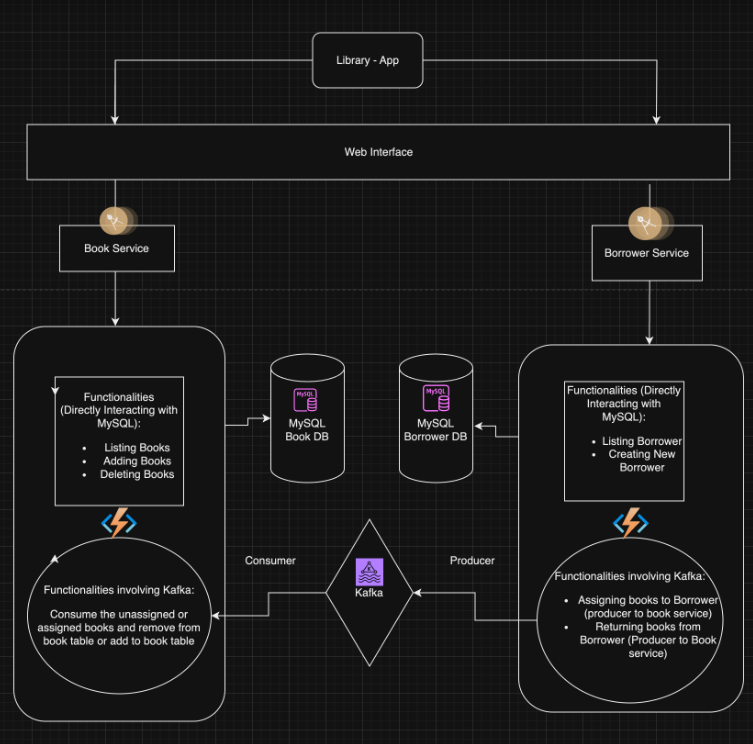 Library - App
Web Interface
Book Service
Borrower Service
Functionalities
(Directly Interacting with
MySQL):
• Listing Books
• Adding Books
• Deleting Books
MySQL
MySQL
Book DB
MySQL
MySQL
Borrower DB
Functionalities (Directly
Interacting with
MySQL):
• Listing Borrower
• Creating New
Borrower
Functionalities involving Kafka:
Consume the unassigned or
assigned books and remove from
book table or add to book table
Consumer
Kafka
Producer
Functionalities involving Kafka:
• Assigning books to Borrower
(producer to book service)
• Returning books from
Borrower (Producer to Book
service)